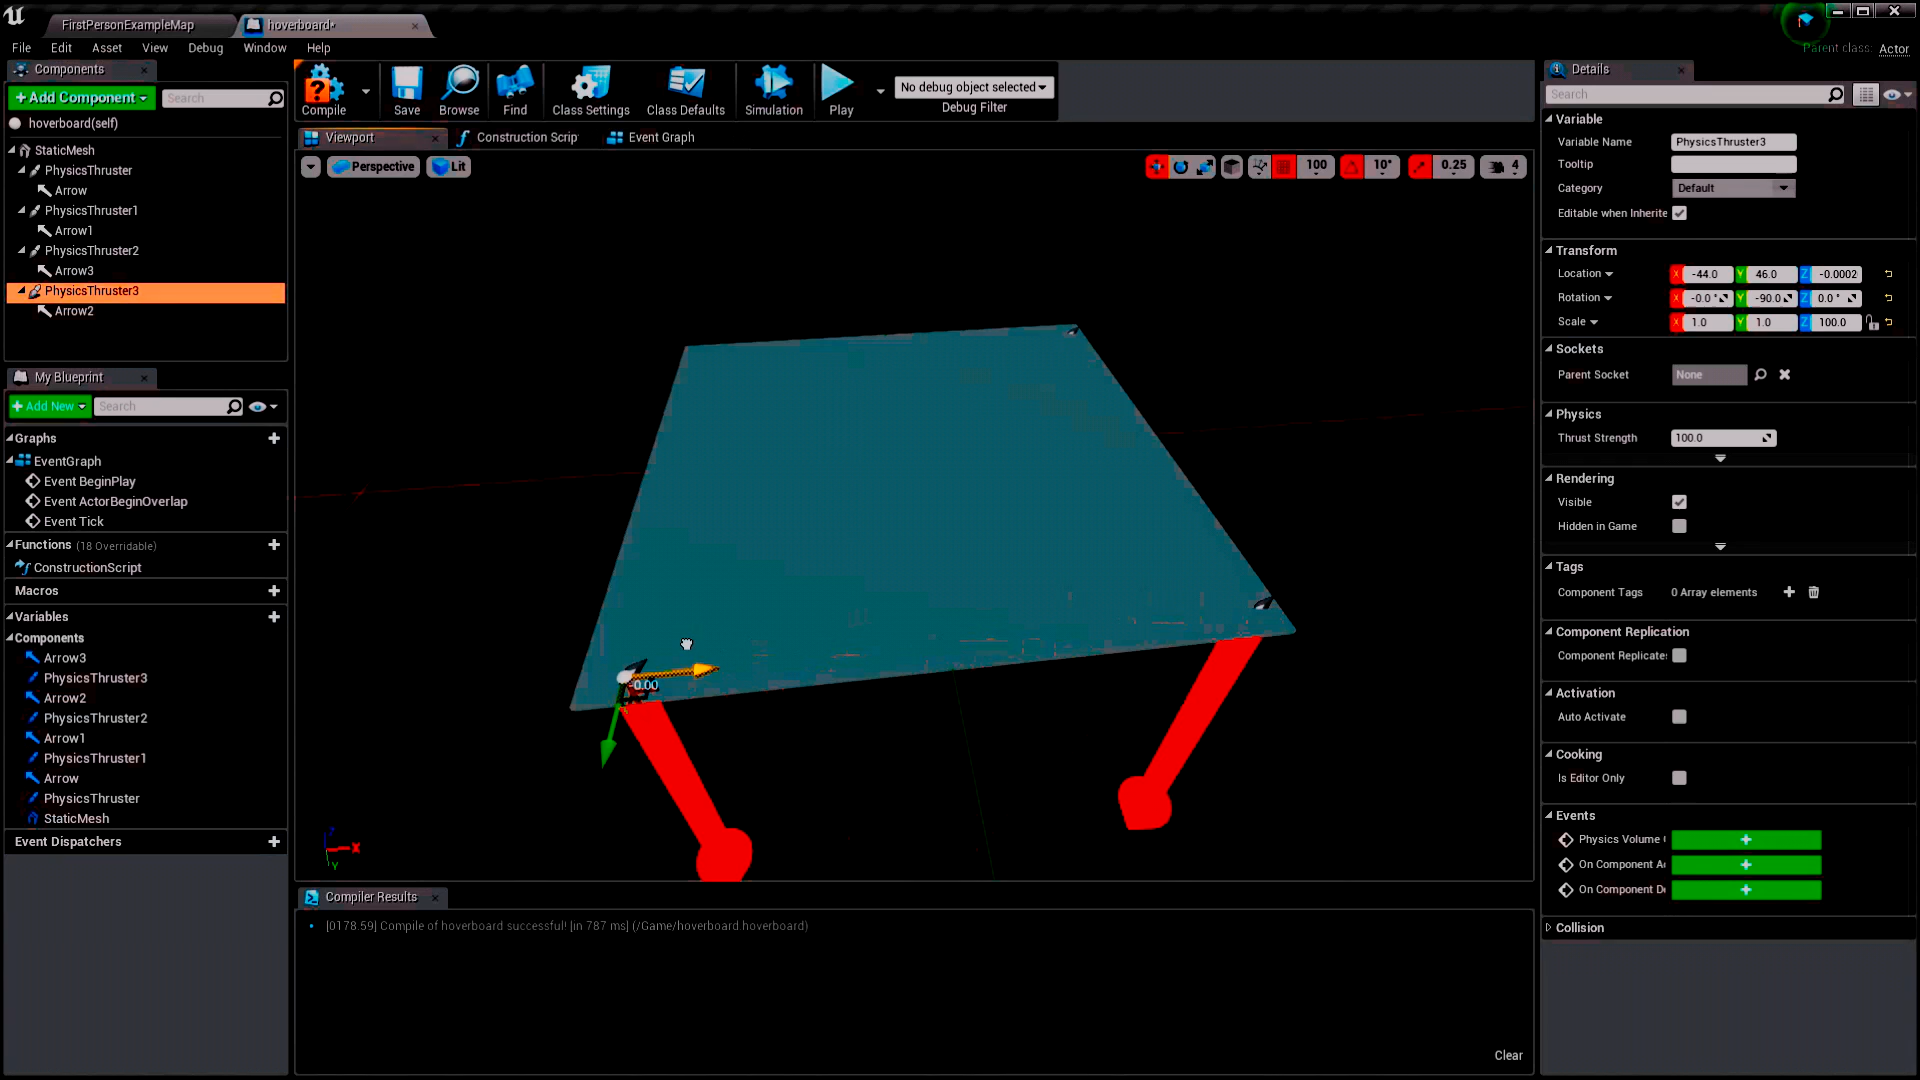 FirstPersonExampleMap
hoverboard*
File Edit Asset View Debug Window Help
Parent class: Actor
Components
+Add Component
Search
hoverboard(self)
StaticMesh
PhysicsThruster
Arrow
PhysicsThruster1
Arrow1
PhysicsThruster2
Arrow3
PhysicsThruster3
Arrow2
My Blueprint
+Add New
Search
Graphs
EventGraph
Event BeginPlay
Event ActorBeginOverlap
Event Tick
Functions (18 Overridable)
ConstructionScript
Macros
Variables
Components
Arrow3
PhysicsThruster3
Arrow2
PhysicsThruster2
Arrow1
PhysicsThruster1
Arrow
PhysicsThruster
StaticMesh
Event Dispatchers
Compile
Save
Browse
Find
Class Settings
Class Defaults
Simulation
Play
No debug object selected
Debug Filter
Viewport
Construction Scrip
Event Graph
Perspective
Lit
100
10°
0.25
4
-0.00
X
Y
Compiler Results
[0178.59] Compile of hoverboard successful! [in 787 ms] (/Game/hoverboard.hoverboard)
Clear
Details
Search
Variable
Variable Name PhysicsThruster3
Tooltip
Category Default
Editable when Inherite
Transform
Location X -44.0 Y 46.0 Z -0.0002
Rotation X -0.0 ° Y -90.0 Z 0.0 °
Scale X 1.0 Y 1.0 Z 100.0
Sockets
Parent Socket None
Physics
Thrust Strength 100.0
Rendering
Visible
Hidden in Game
Tags
Component Tags 0 Array elements
Component Replication
Component Replicate
Activation
Auto Activate
Cooking
Is Editor Only
Events
Physics Volume
On Component A
On Component D
Collision